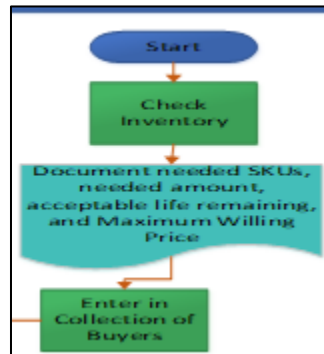 Start
Check
Inventory
Document needed SKUs,
needed amount,
acceptable life remaining,
and Maximum Willing
Price
Enter in
Collection of
Buyers